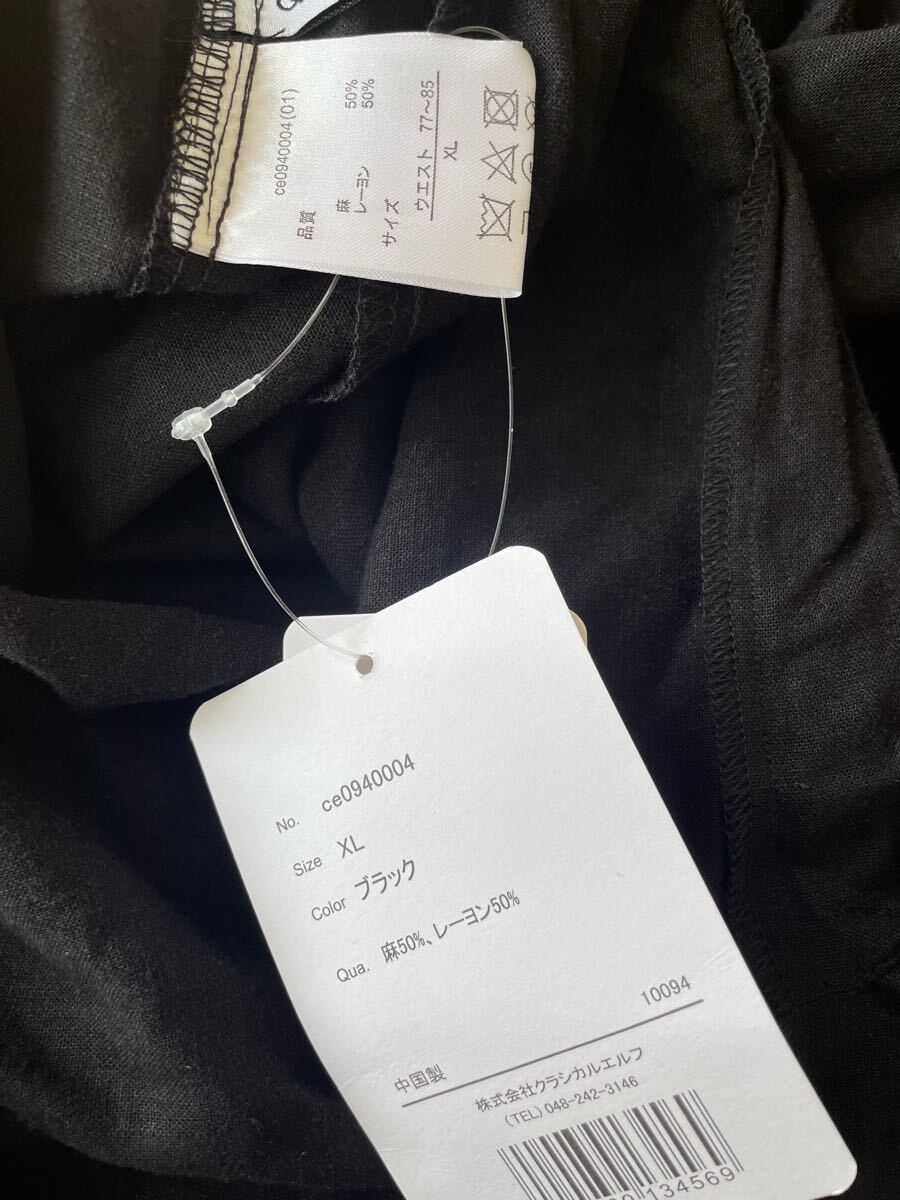 ce0940004(01)
品質
麻 50%
レーヨン 50%
サイズ
ウエスト 77～85
XL
No. ce0940004
Size XL
Color ブラック
Qua. 麻50%、レーヨン50%
10094
中国製
株式会社クラシカルエルフ
(TEL) 048-242-3146
134569